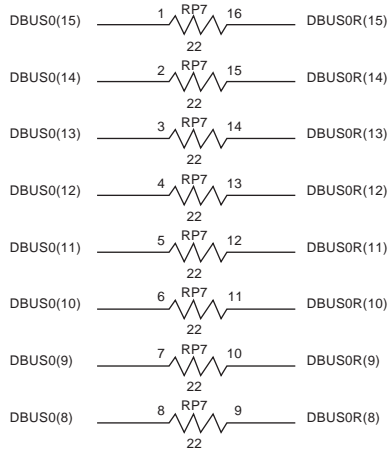 DBUS0(15) 1 RP7 16 DBUS0R(15)
22
DBUS0(14) 2 RP7 15 DBUS0R(14)
22
DBUS0(13) 3 RP7 14 DBUS0R(13)
22
DBUS0(12) 4 RP7 13 DBUS0R(12)
22
DBUS0(11) 5 RP7 12 DBUS0R(11)
22
DBUS0(10) 6 RP7 11 DBUS0R(10)
22
DBUS0(9) 7 RP7 10 DBUS0R(9)
22
DBUS0(8) 8 RP7 9 DBUS0R(8)
22